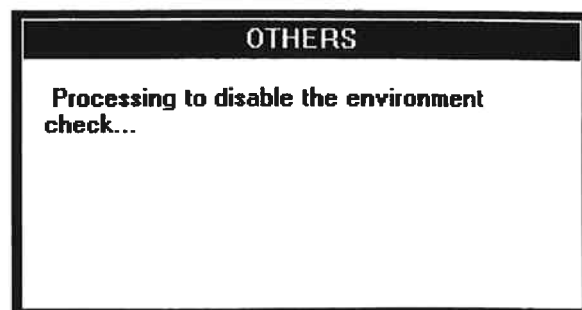 OTHERS
Processing to disable the environment
check...